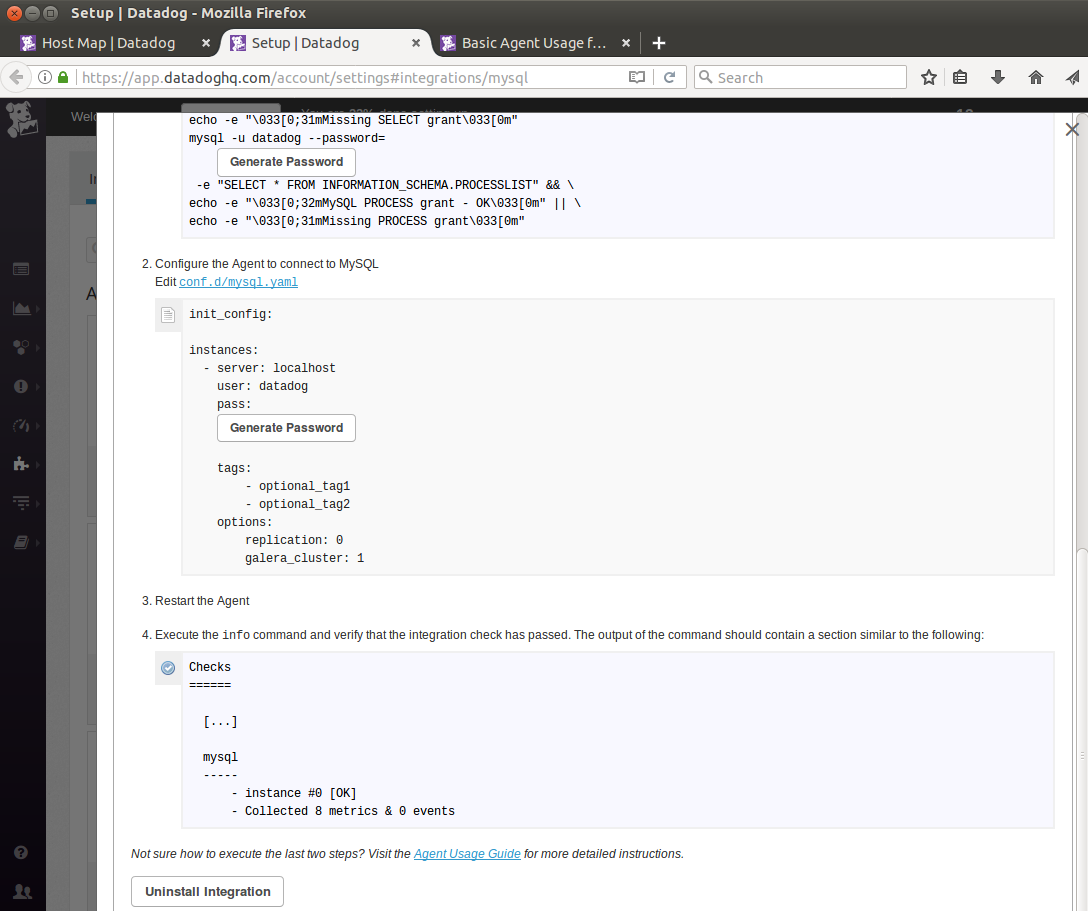 Setup | Datadog - Mozilla Firefox
Host Map | Datadog
Setup | Datadog
Basic Agent Usage f...
https://app.datadoghq.com/account/settings#integrations/mysql
Search
echo -e "\033[0;31mMissing SELECT grant\033[0m"
mysql -u datadog --password=
Generate Password
-e "SELECT * FROM INFORMATION_SCHEMA.PROCESSLIST" && \
echo -e "\033[0;32mMySQL PROCESS grant - OK\033[0m" || \
echo -e "\033[0;31mMissing PROCESS grant\033[0m"
2. Configure the Agent to connect to MySQL
Edit conf.d/mysql.yaml
init_config:
instances:
- server: localhost
user: datadog
pass:
Generate Password
tags:
- optional_tag1
- optional_tag2
options:
replication: 0
galera_cluster: 1
3. Restart the Agent
4. Execute the info command and verify that the integration check has passed. The output of the command should contain a section similar to the following:
Checks
======
[...]
mysql
-----
- instance #0 [OK]
- Collected 8 metrics & 0 events
Not sure how to execute the last two steps? Visit the Agent Usage Guide for more detailed instructions.
Uninstall Integration